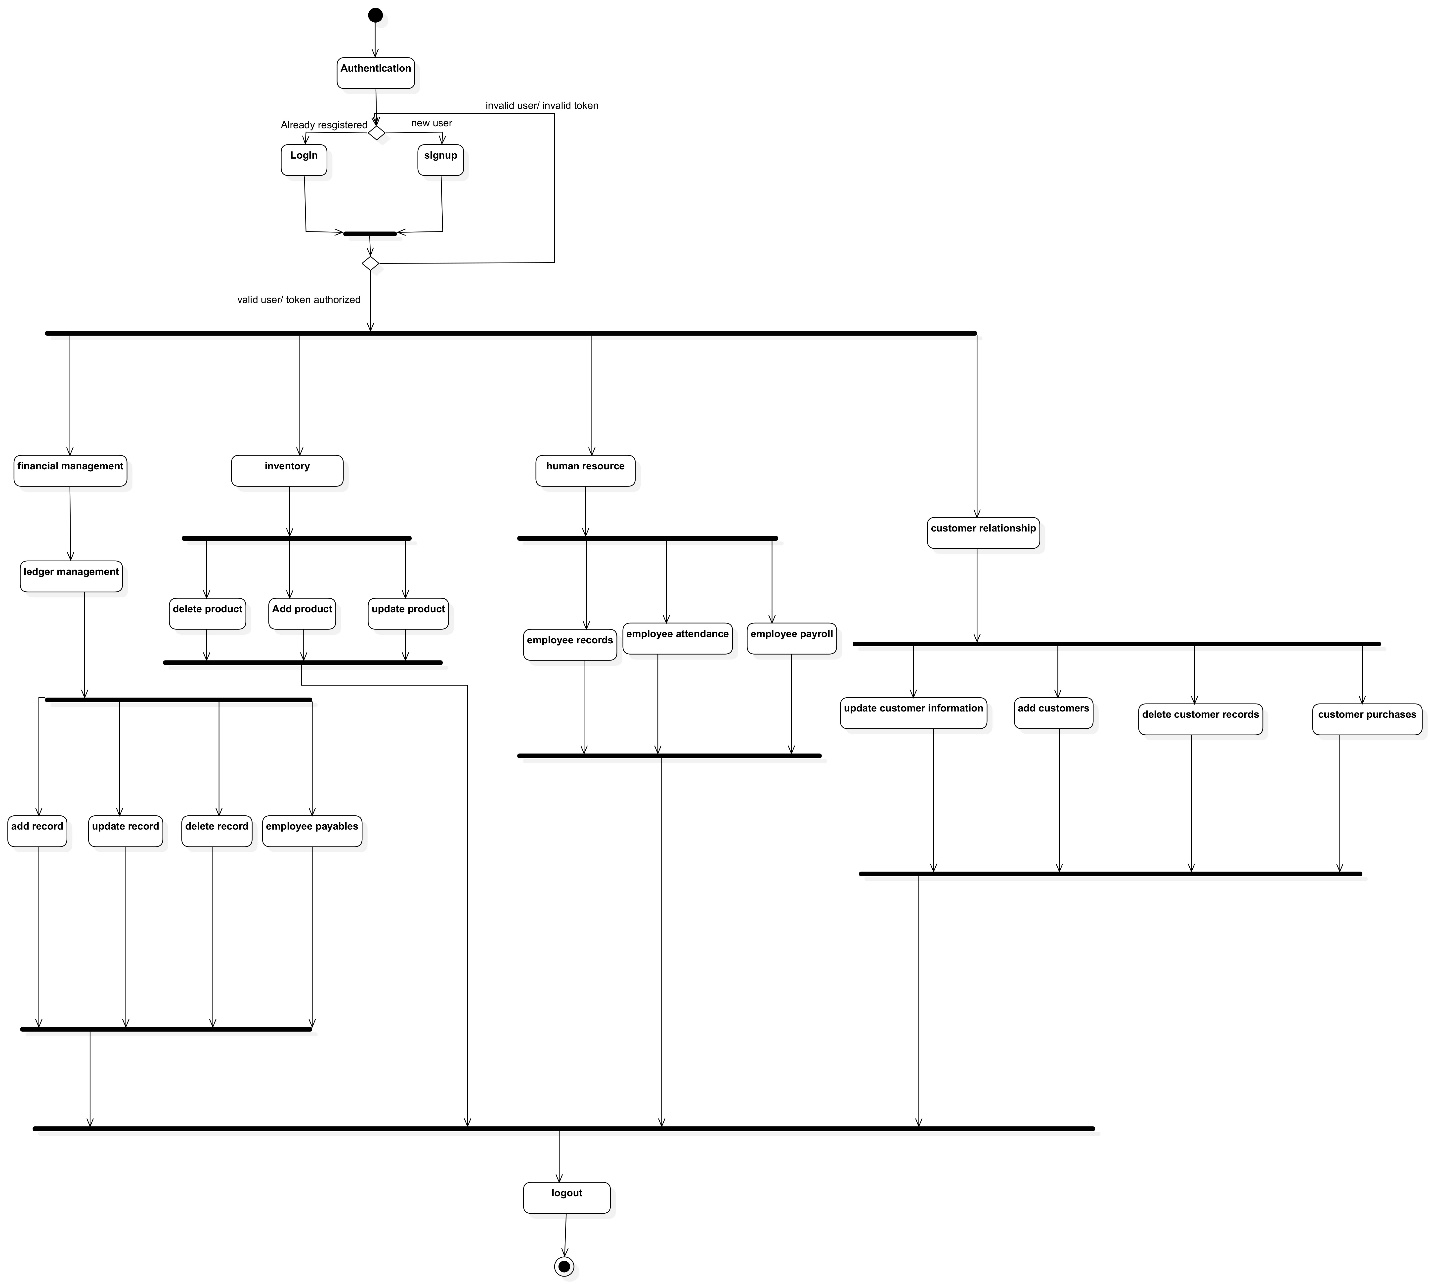 Authentication
invalid user/ invalid token
Already resgistered
new user
Login
signup
valid user/ token authorized
financial management
inventory
human resource
customer relationship
ledger management
delete product
Add product
update product
employee records
employee attendance
employee payroll
update customer information
add customers
delete customer records
customer purchases
add record
update record
delete record
employee payables
logout